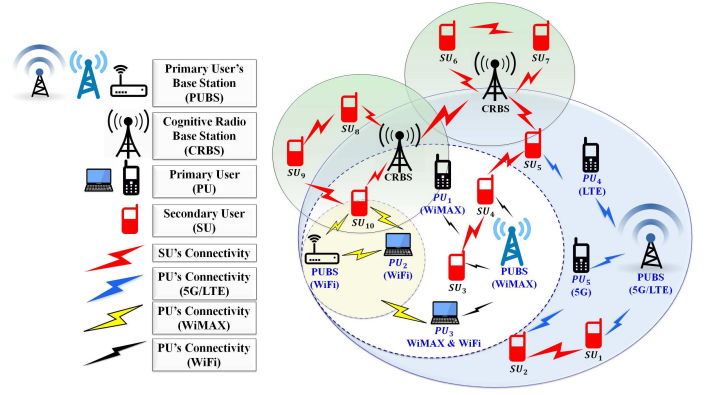 Primary User's
Base Station
(PUBS)
Cognitive Radio
Base Station
(CRBS)
Primary User
(PU)
Secondary User
(SU)
SU's Connectivity
PU's Connectivity
(5G/LTE)
PU's Connectivity
(WiMAX)
PU's Connectivity
(WiFi)
SU6
SU7
CRBS
SU8
SU9
CRBS
SU10
PU1
(WiMAX)
SU5
PU4
(LTE)
SU4
PUBS
(WiFi)
PU2
(WiFi)
SU3
PUBS
(WiMAX)
PU5
(5G)
PUBS
(5G/LTE)
PU3
WiMAX & WiFi
SU2
SU1